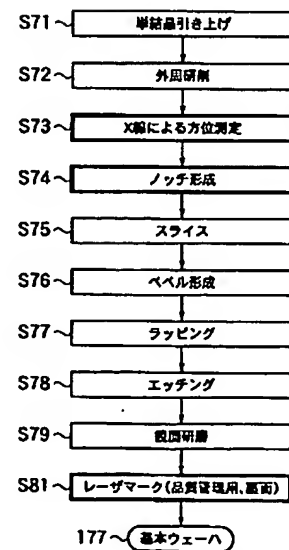 S71 単結晶引き上げ
S72 外周研削
S73 X線による方位測定
S74 ノッチ形成
S75 スライス
S76 ベベル形成
S77 ラッピング
S78 エッチング
S79 鏡面研磨
S81 レーザマーク(品質管理用、裏面)
177 基本ウェーハ